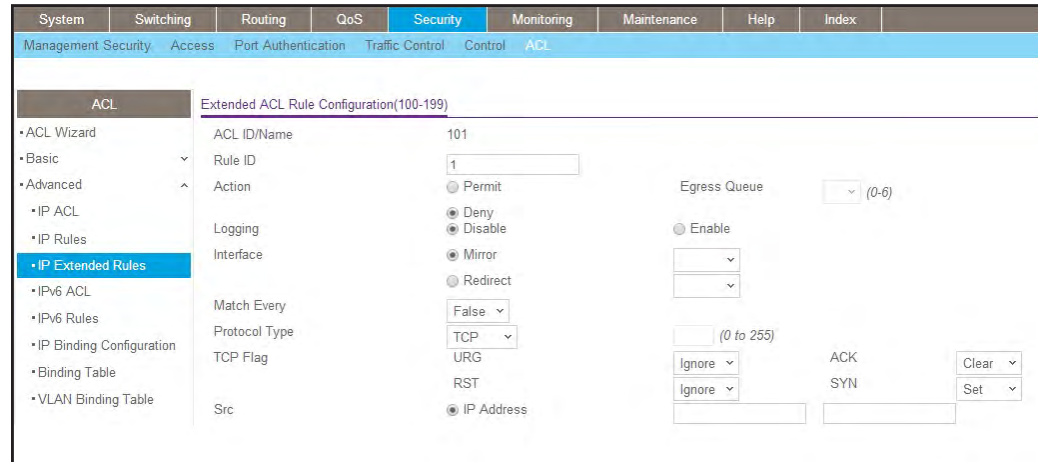 System Switching Routing QoS Security Monitoring Maintenance Help Index
Management Security Access Port Authentication Traffic Control Control ACL
ACL
ACL Wizard
Basic
Advanced
IP ACL
IP Rules
IP Extended Rules
IPv6 ACL
IPv6 Rules
IP Binding Configuration
Binding Table
VLAN Binding Table
Extended ACL Rule Configuration(100-199)
ACL ID/Name 101
Rule ID 1
Action Permit Egress Queue (0-6)
Deny
Logging Disable Enable
Interface Mirror
Redirect
Match Every False
Protocol Type TCP (0 to 255)
TCP Flag URG Ignore ACK Clear
RST Ignore SYN Set
Src IP Address